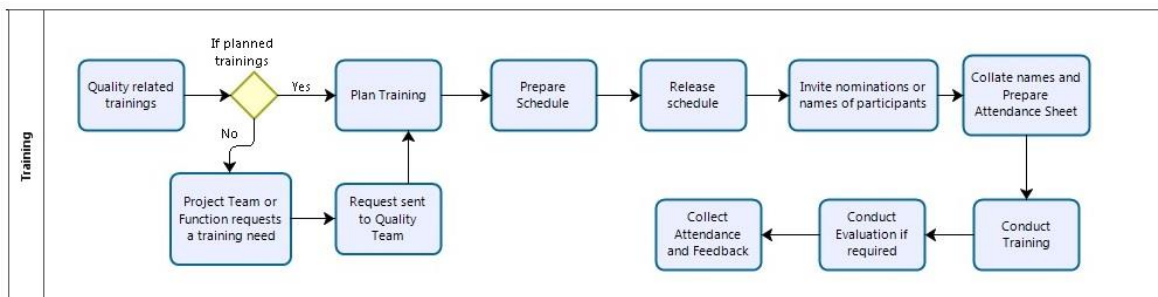 Training
If planned
trainings
Quality related
trainings
Yes
No
Plan Training
Prepare
Schedule
Release
schedule
Invite nominations or
names of participants
Collate names and
Prepare
Attendance Sheet
Project Team or
Function requests
a training need
Request sent
to Quality
Team
Collect
Attendance
and Feedback
Conduct
Evaluation if
required
Conduct
Training